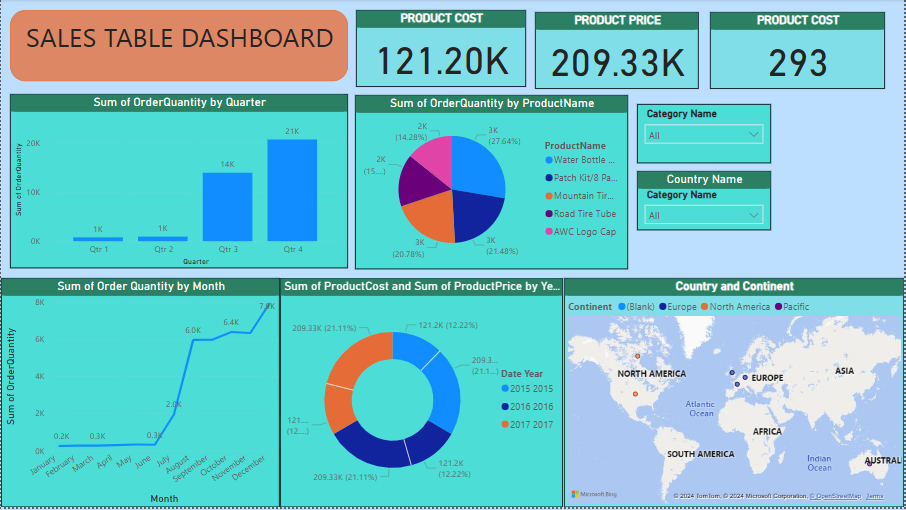 SALES TABLE DASHBOARD
PRODUCT COST
121.20K
PRODUCT PRICE
209.33K
PRODUCT COST
293
Sum of OrderQuantity by Quarter
Sum of OrderQuantity
20K
10K
0K
1K
1K
14K
21K
Qtr 1
Qtr 2
Qtr 3
Qtr 4
Quarter
Sum of OrderQuantity by ProductName
3K
(27.64%)
3K
(21.48%)
3K
(20.78%)
2K
(15....)
2K
(14.28%)
ProductName
Water Bottle ...
Patch Kit/8 Pa...
Mountain Tir...
Road Tire Tube
AWC Logo Cap
Category Name
All
Country Name
Category Name
All
Sum of Order Quantity by Month
Sum of OrderQuantity
8K
6K
4K
2K
0K
0.2K
0.3K
0.3K
2.0K
6.0K
6.4K
January
February
March
April
May
June
July
August
September
October
November
December
Month
Sum of ProductCost and Sum of ProductPrice by Ye...
121.2K (12.22%)
209.3...
(21.1...)
121.2K
(12.22%)
209.33K (21.11%)
121....
(12....)
209.33K (21.11%)
Date Year
2015 2015
2016 2016
2017 2017
Country and Continent
Continent
(Blank)
Europe
North America
Pacific
NORTH AMERICA
EUROPE
ASIA
Atlantic
Ocean
AFRICA
SOUTH AMERICA
Indian
Ocean
AUSTRAL
Microsoft Bing
© 2024 TomTom, © 2024 Microsoft Corporation, © OpenStreetMap Terms